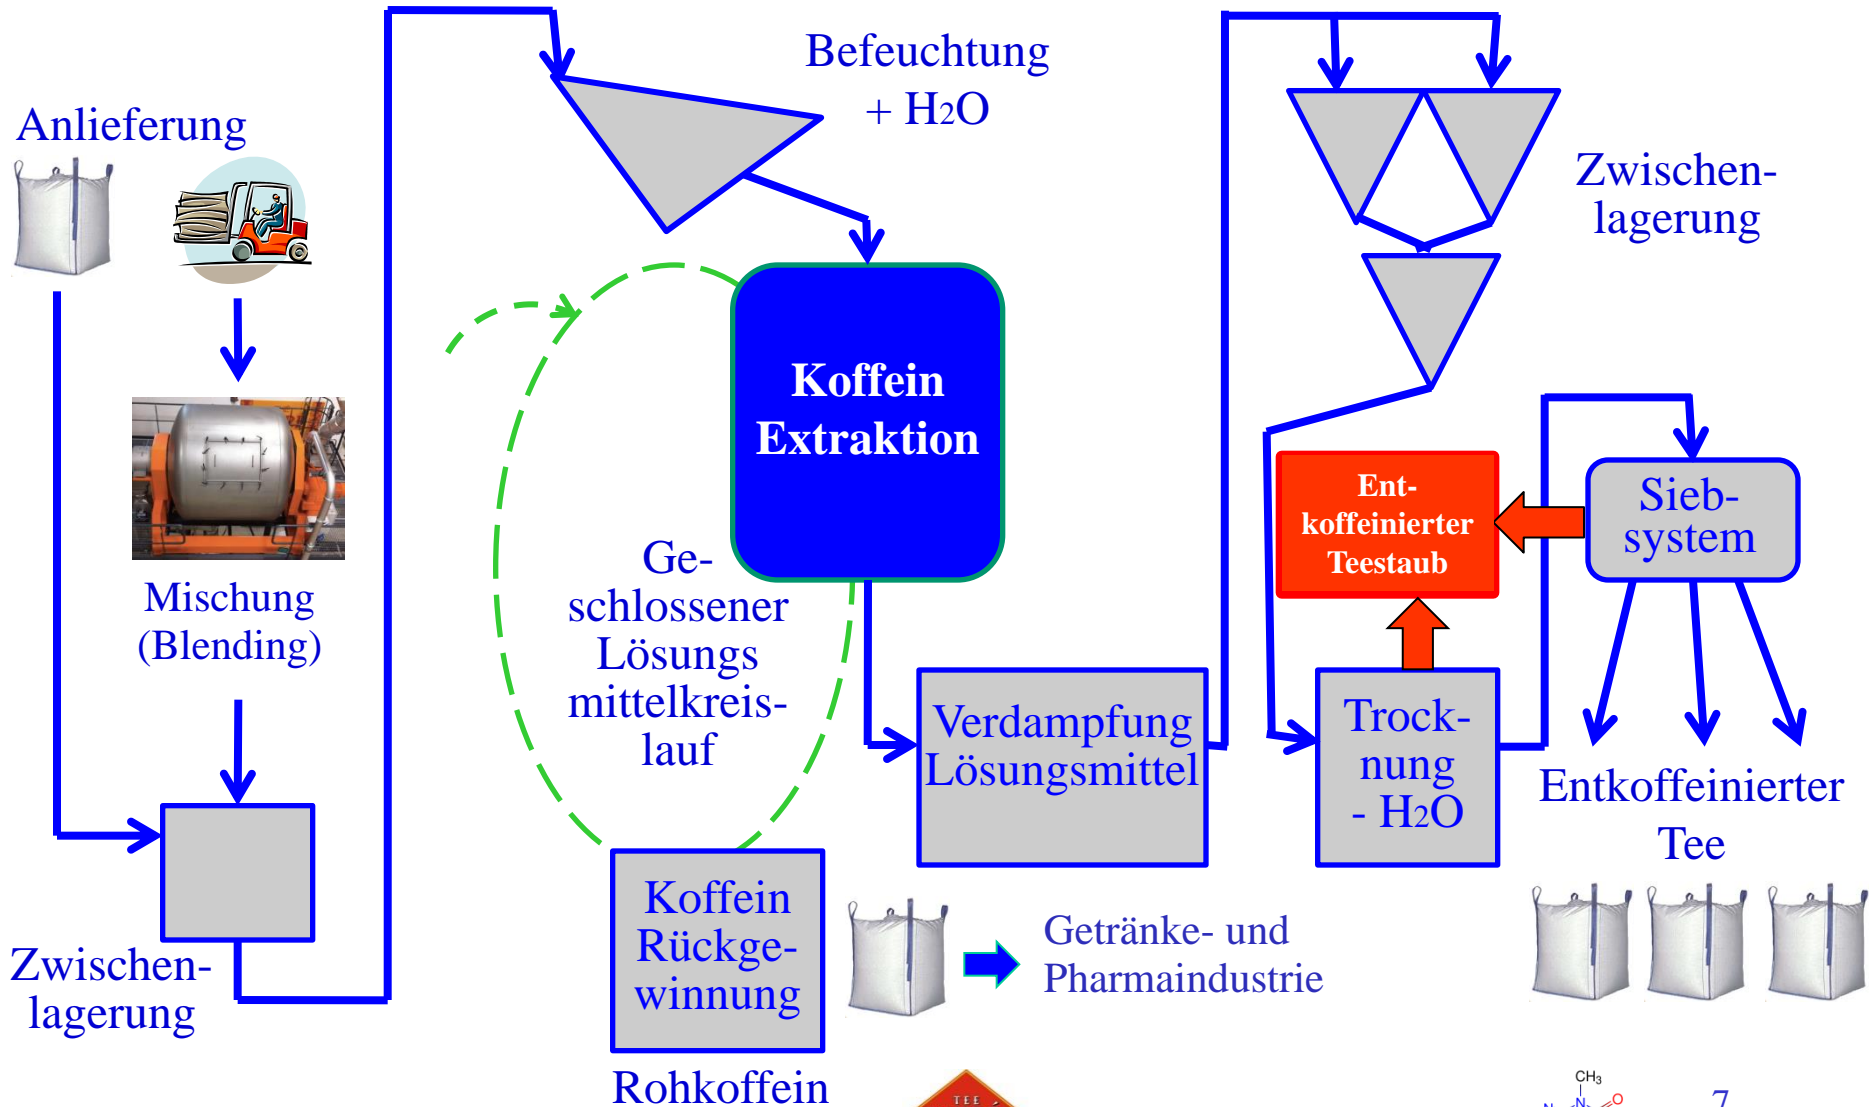 Anlieferung
Mischung
(Blending)
Zwischen-
lagerung
Befeuchtung
+ H2O
Koffein
Extraktion
Ge-
schlossener
Lösungs
mittelkreis-
lauf
Koffein
Rückge-
winnung
Rohkoffein
Getränke- und
Pharmaindustrie
Verdampfung
Lösungsmittel
Zwischen-
lagerung
Trock-
nung
- H2O
Ent-
koffeinierter
Teestaub
Sieb-
system
Entkoffeinierter
Tee
TEE
CH3
N
N
O
7